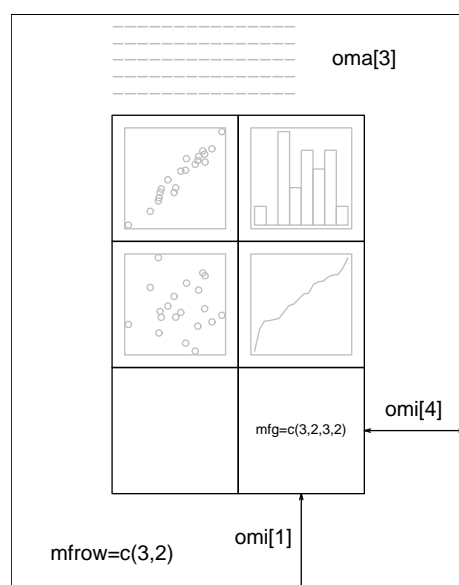 oma[3]
mfg=c(3,2,3,2)
omi[4]
omi[1]
mfrow=c(3,2)